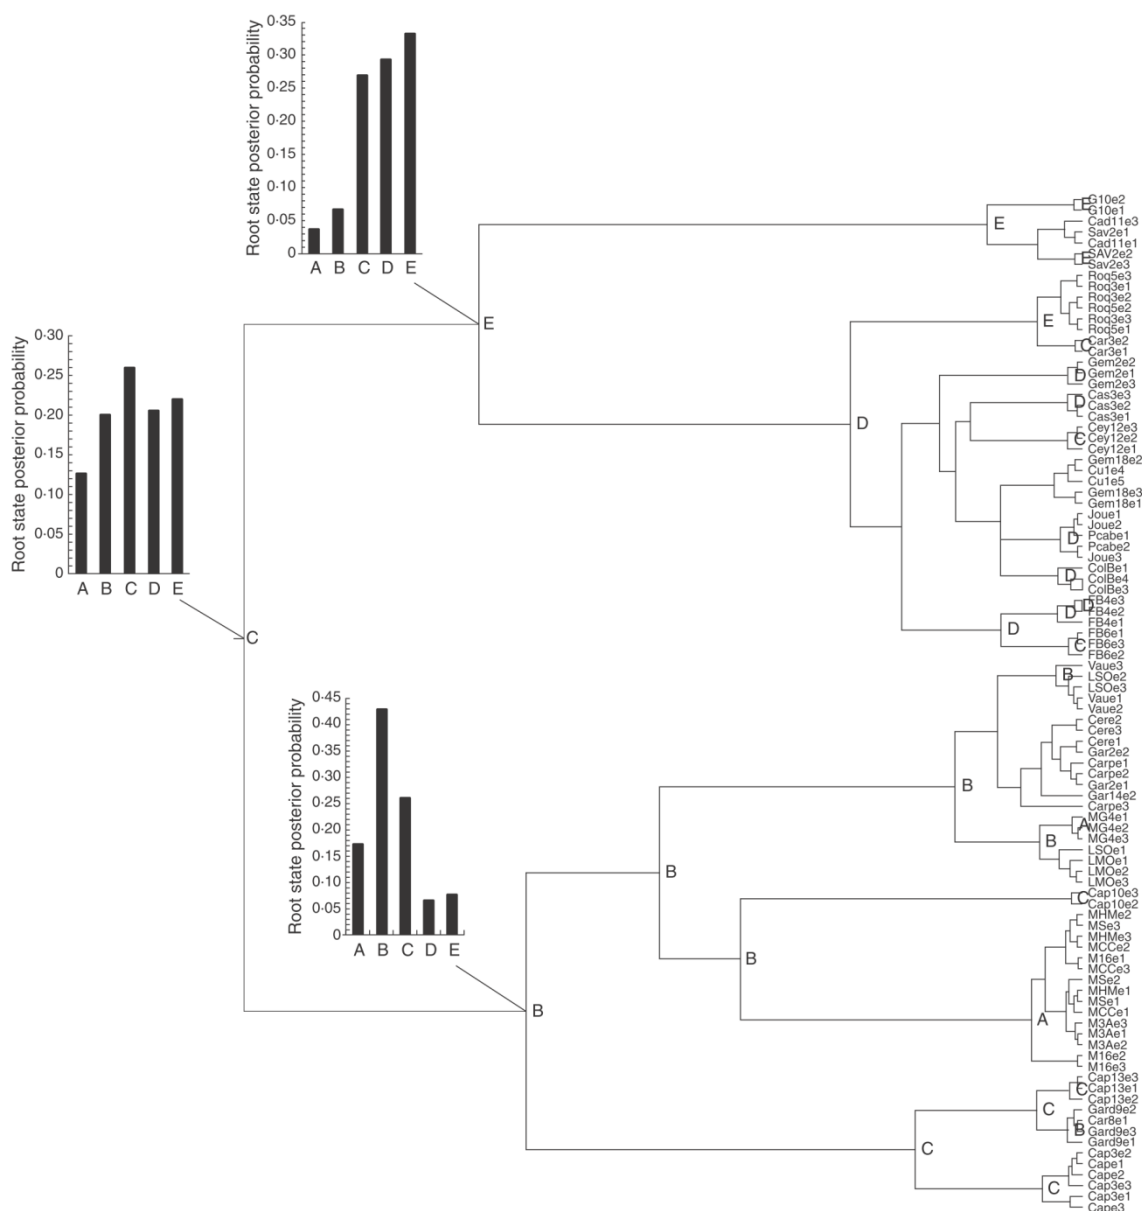 Root state posterior probability
0·35
0·30
0·25
0·20
0·15
0·10
0·05
0
A B C D E
Root state posterior probability
0·30
0·25
0·20
0·15
0·10
0·05
0
A B C D E
Root state posterior probability
0·45
0·40
0·35
0·30
0·25
0·20
0·15
0·10
0·05
0
A B C D E
C
E
E
D
E
D
B
B
B
B
B
A
C
C
C
E G10e2
G10e1
Cad11e3
Sav2e1
Cad11e1
E SAV2e2
Sav2e3
Roq5e3
Roq3e1
Roq3e2
Roq5e2
Roq3e3
Roq5e1
C Car3e2
Car3e1
Gem2e2
D Gem2e1
Gem2e3
D Cas3e3
Cas3e2
Cas3e1
Cey12e3
C Cey12e2
Cey12e1
Gem18e2
Cu1e4
Cu1e5
Gem18e3
Gem18e1
Joue1
Joue2
D Pcabe1
Pcabe2
Joue3
ColBe1
D ColBe4
ColBe3
D FB4e3
D FB4e2
FB4e1
FB6e1
C FB6e3
FB6e2
Vaue3
B LSOe2
LSOe3
Vaue1
Vaue2
Cere2
Cere3
Cere1
Gar2e2
Carpe1
Carpe2
Gar2e1
Gar14e2
Carpe3
MG4e1
A MG4e2
MG4e3
LSOe1
LMOe1
LMOe2
LMOe3
C Cap10e3
Cap10e2
MHMe2
MSe3
MHMe3
MCCe2
M16e1
MCCe3
MSe2
MHMe1
MSe1
MCCe1
M3Ae3
M3Ae1
M3Ae2
M16e2
M16e3
Cap13e3
C Cap13e1
Cap13e2
Gard9e2
Car8e1
B Gard9e3
Gard9e1
Cap3e2
Cape1
Cape2
Cap3e3
Cap3e1
Cape3